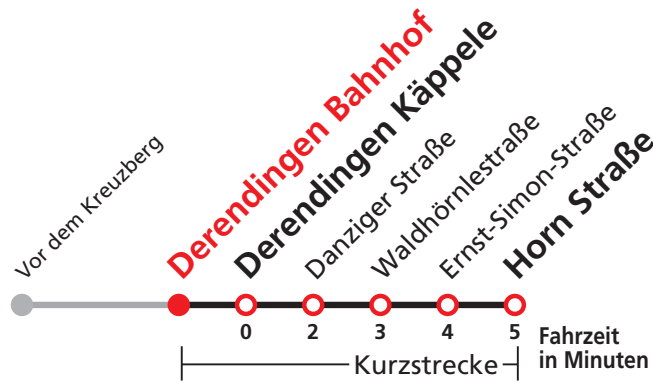 Vor dem Kreuzberg
Derendingen Bahnhof
Derendingen Käppele
Danziger Straße
Waldhörnlestraße
Ernst-Simon-Straße
Horn Straße
0 2 3 4 5
Fahrzeit
in Minuten
Kurzstrecke